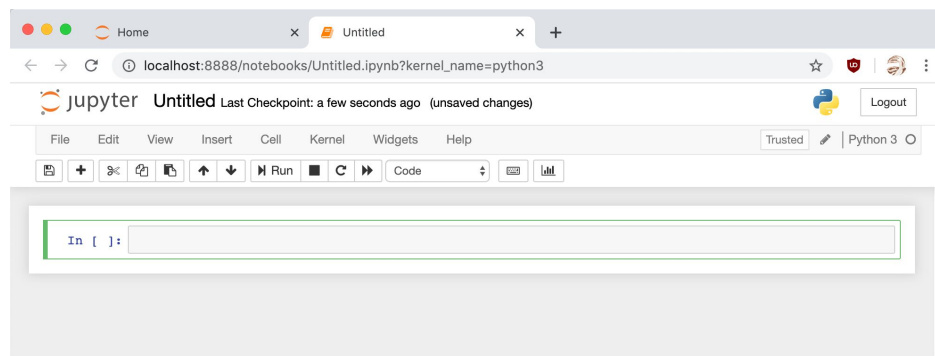 Home
Untitled
localhost:8888/notebooks/Untitled.ipynb?kernel_name=python3
jupyter Untitled Last Checkpoint: a few seconds ago (unsaved changes)
Logout
File Edit View Insert Cell Kernel Widgets Help
Trusted
Python 3
Run
Code
In [ ]: